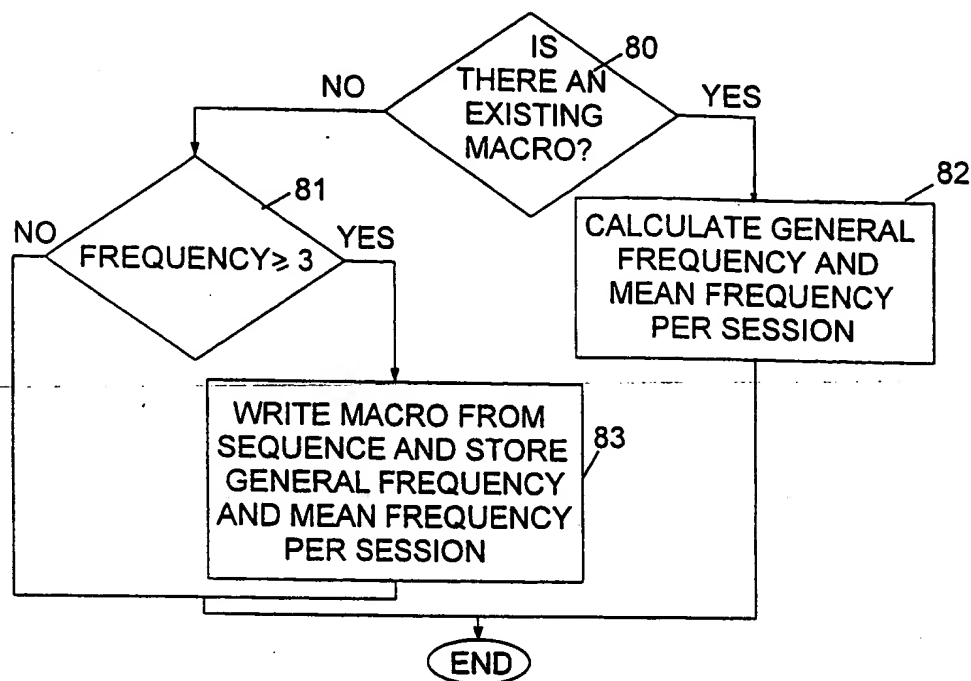 IS
THERE AN
EXISTING
MACRO?
80
NO
YES
81
82
FREQUENCY ⩾ 3
NO
YES
CALCULATE GENERAL
FREQUENCY AND
MEAN FREQUENCY
PER SESSION
WRITE MACRO FROM
SEQUENCE AND STORE
GENERAL FREQUENCY
AND MEAN FREQUENCY
PER SESSION
83
END